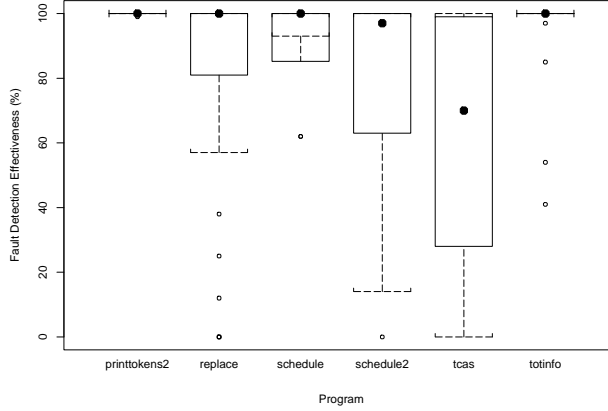 Fault Detection Effectiveness (%)
100
80
60
40
20
0
printtokens2 replace schedule schedule2 tcas totinfo
Program